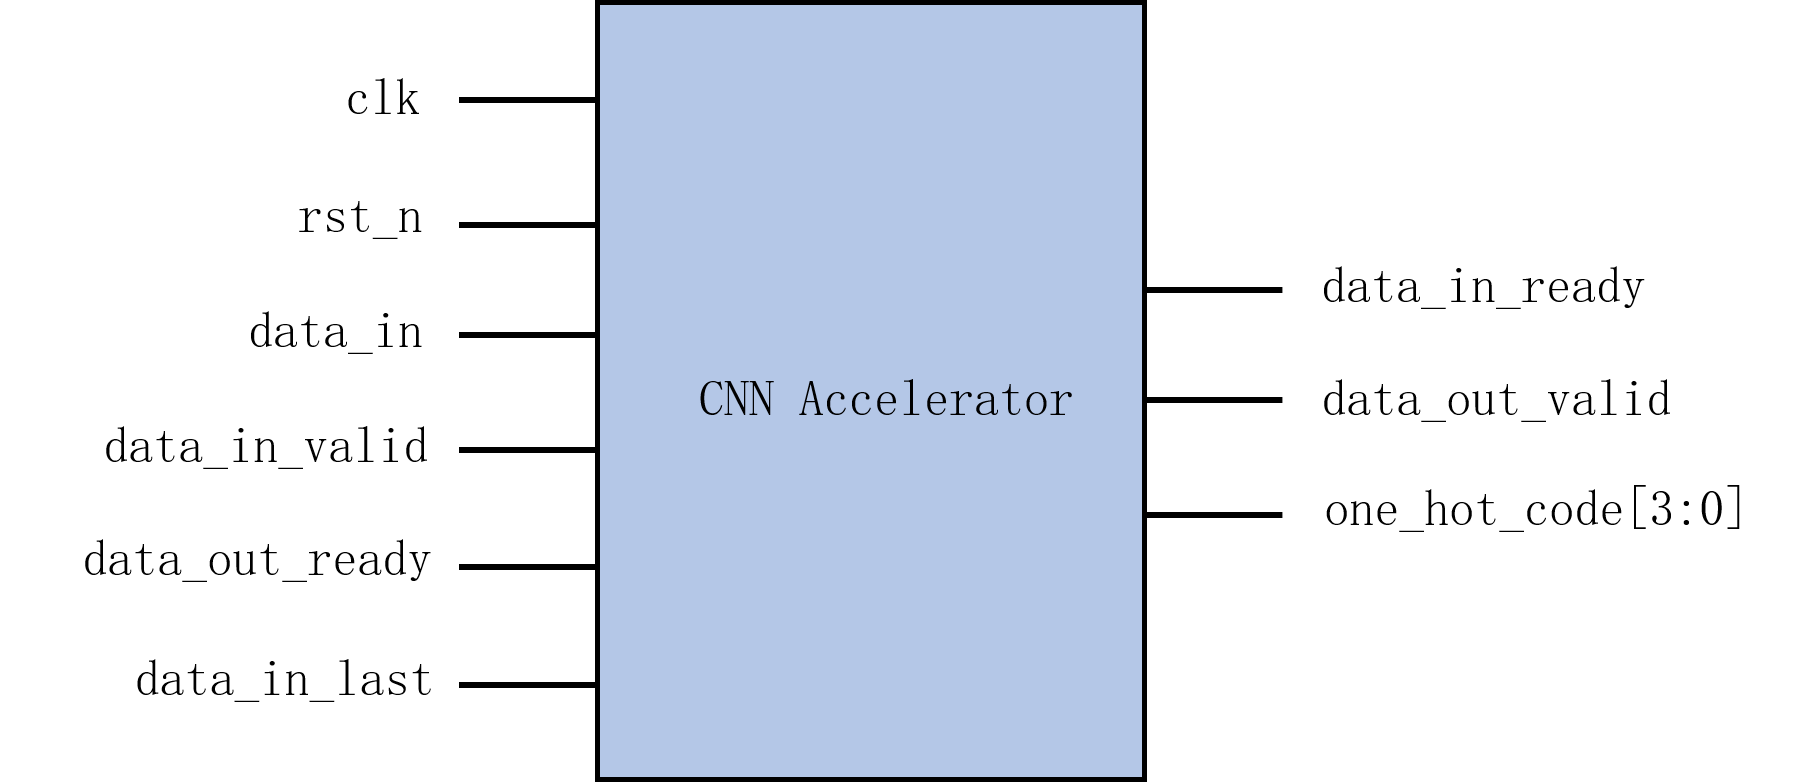 clk
rst_n
data_in
data_in_valid
data_out_ready
data_in_last
CNN Accelerator
data_in_ready
data_out_valid
one_hot_code[3:0]